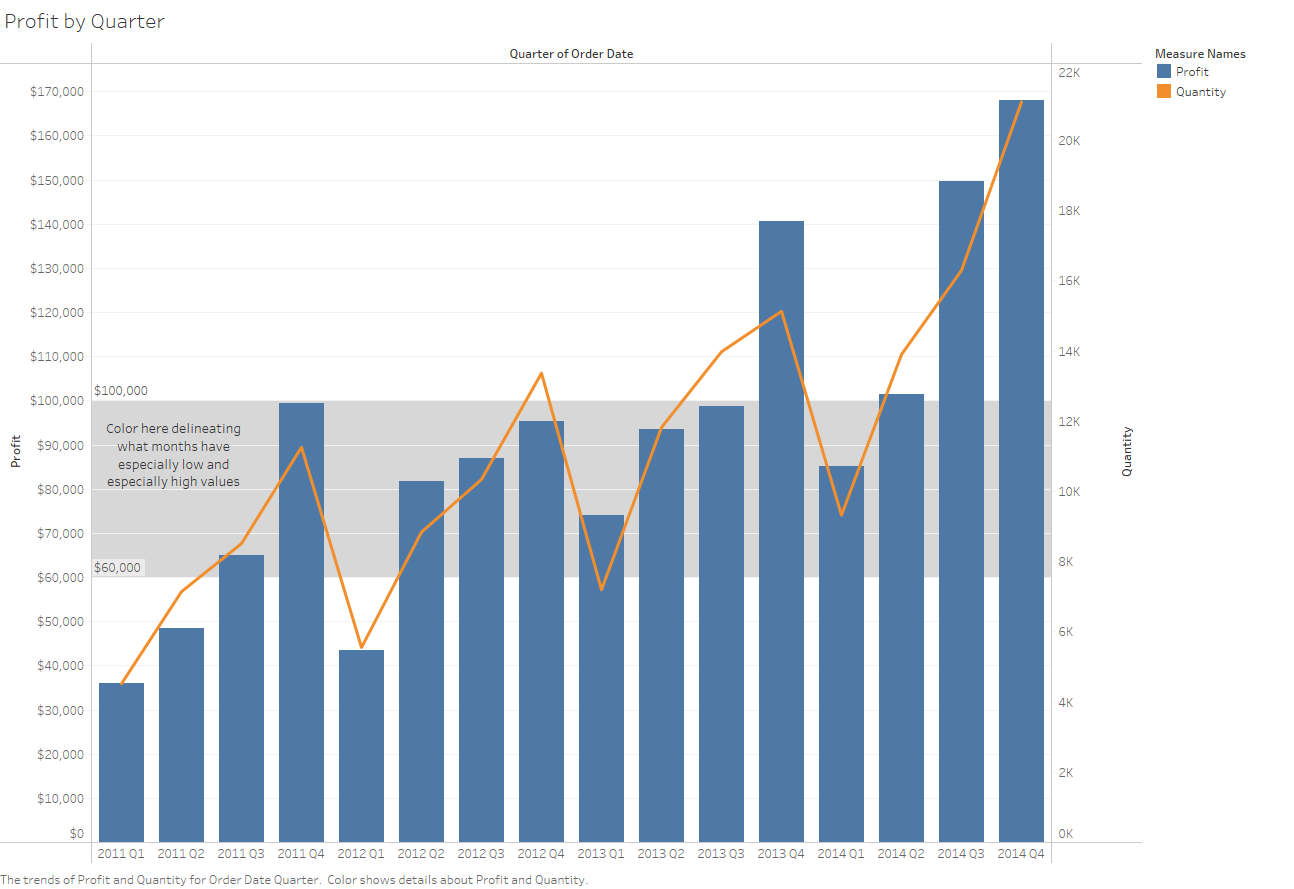 Profit by Quarter
Quarter of Order Date
Measure Names
Profit
Quantity
$170,000
$160,000
$150,000
$140,000
$130,000
$120,000
$110,000
$100,000
$90,000
$80,000
$70,000
$60,000
$50,000
$40,000
$30,000
$20,000
$10,000
$0
Profit
$100,000
Color here delineating
what months have
especially low and
especially high values
$60,000
22K
20K
18K
16K
14K
12K
10K
8K
6K
4K
2K
0K
Quantity
2011 Q1 2011 Q2 2011 Q3 2011 Q4 2012 Q1 2012 Q2 2012 Q3 2012 Q4 2013 Q1 2013 Q2 2013 Q3 2013 Q4 2014 Q1 2014 Q2 2014 Q3 2014 Q4
The trends of Profit and Quantity for Order Date Quarter. Color shows details about Profit and Quantity.